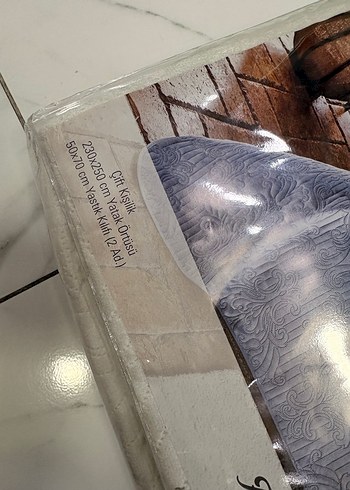 Çift Kişilik
230x250 cm Yatak Örtüsü
50x70 cm Yastık Kılıfı (2 Ad.)